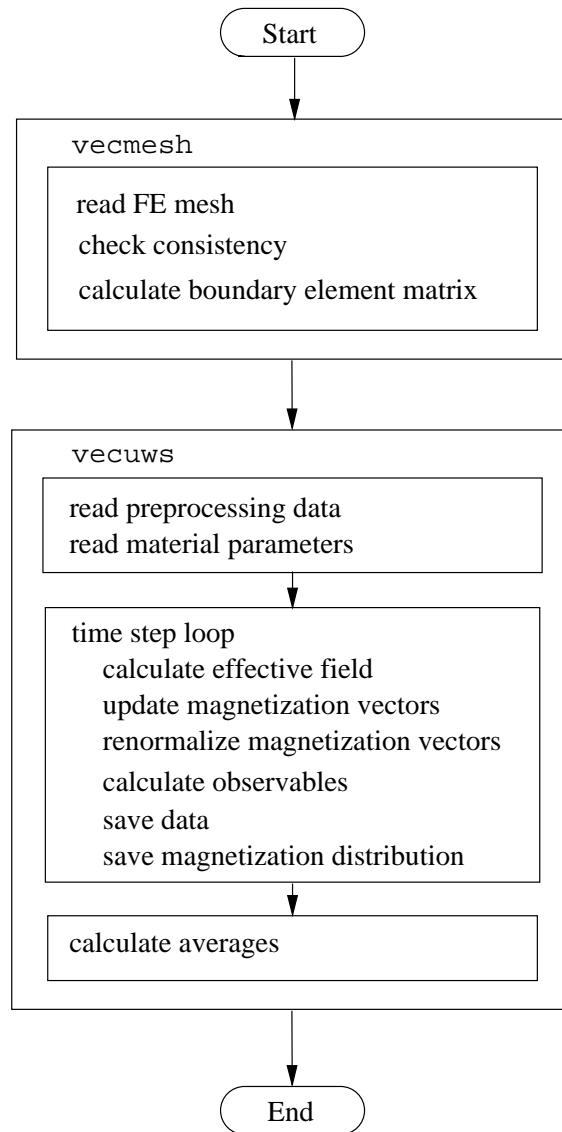 Start
vecmesh
read FE mesh
check consistency
calculate boundary element matrix
vecuws
read preprocessing data
read material parameters
time step loop
calculate effective field
update magnetization vectors
renormalize magnetization vectors
calculate observables
save data
save magnetization distribution
calculate averages
End